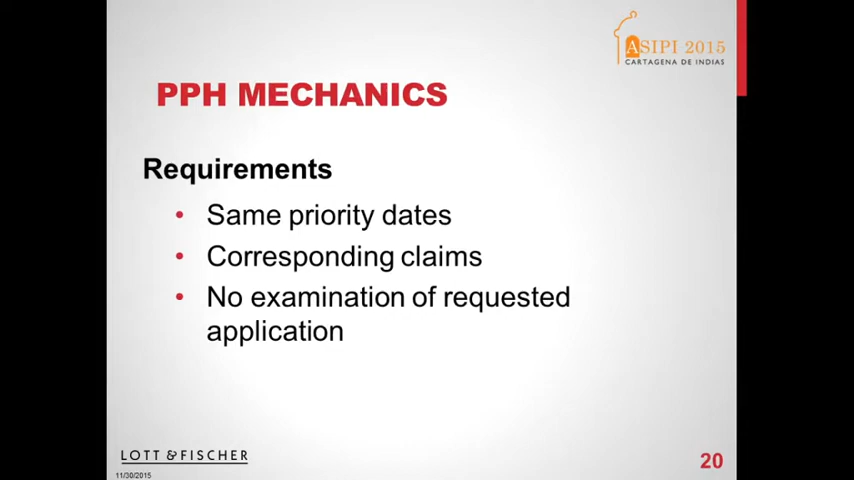 ASIPI 2015
CARTAGENA DE INDIAS
PPH MECHANICS
Requirements
• Same priority dates
• Corresponding claims
• No examination of requested
application
LOTT & FISCHER
11/30/2015
20